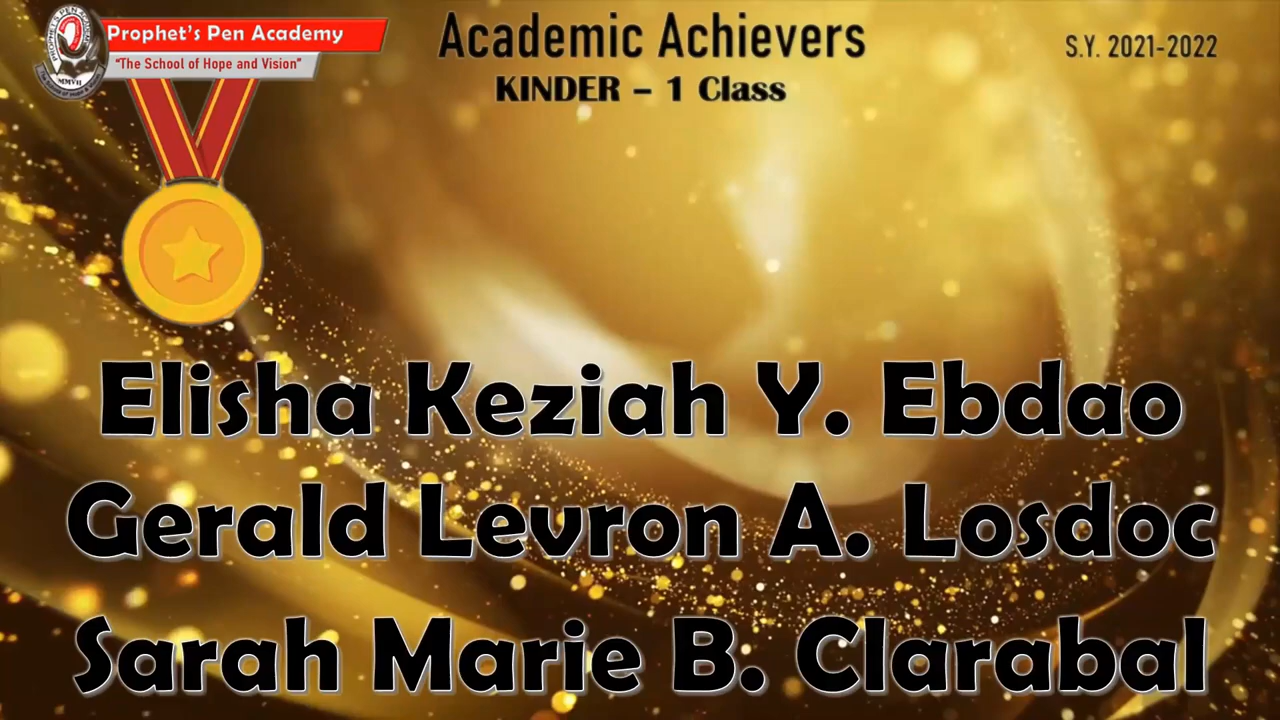 Prophet's Pen Academy
"The School of Hope and Vision"
MMVII
Academic Achievers
KINDER – 1 Class
S.Y. 2021-2022
Elisha Keziah Y. Ebdao
Gerald Levron A. Losdoc
Sarah Marie B. Clarabal